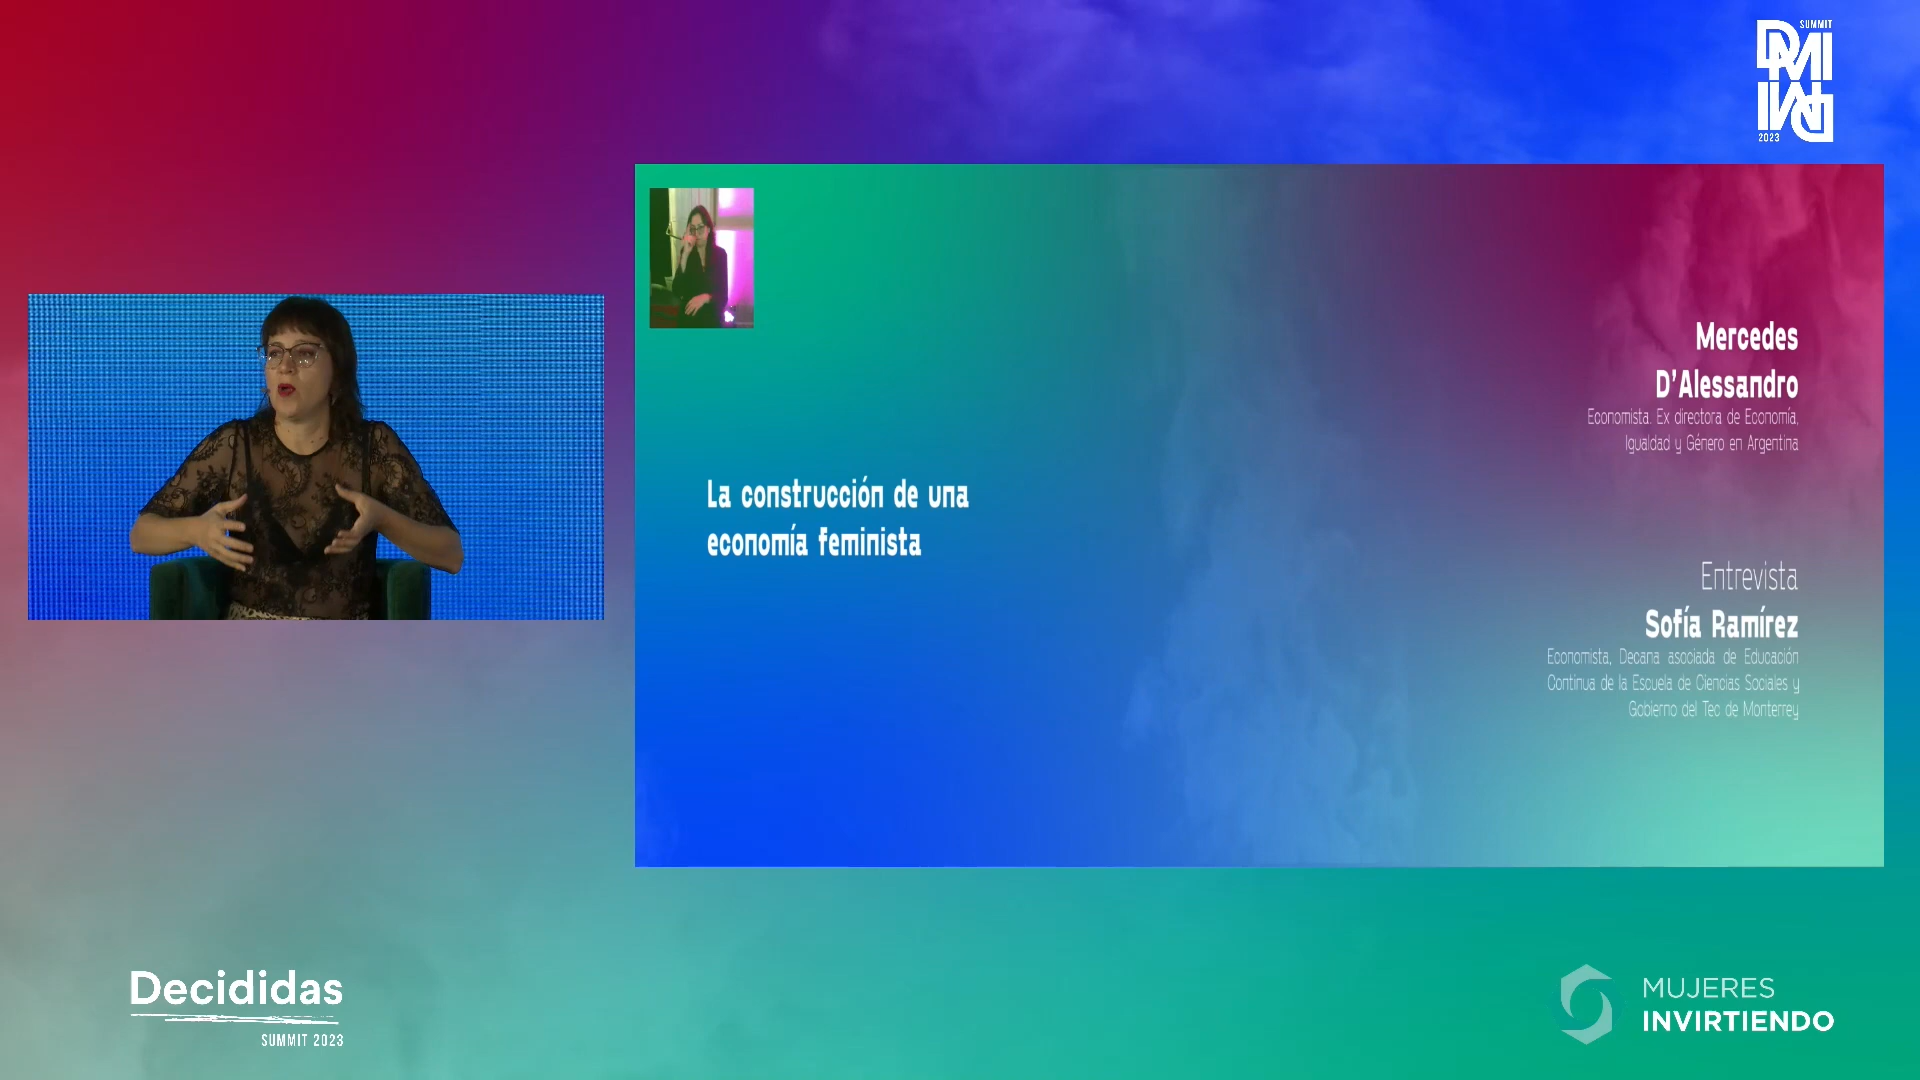 SUMMIT
DMI
2023
La construcción de una
economía feminista
Mercedes
D'Alessandro
Economista. Ex directora de Economía,
Igualdad y Género en Argentina
Entrevista
Sofía Ramírez
Economista, Decana asociada de Educación
Continua de la Escuela de Ciencias Sociales y
Gobierno del Tec de Monterrey
Decididas
SUMMIT 2023
MUJERES
INVIRTIENDO